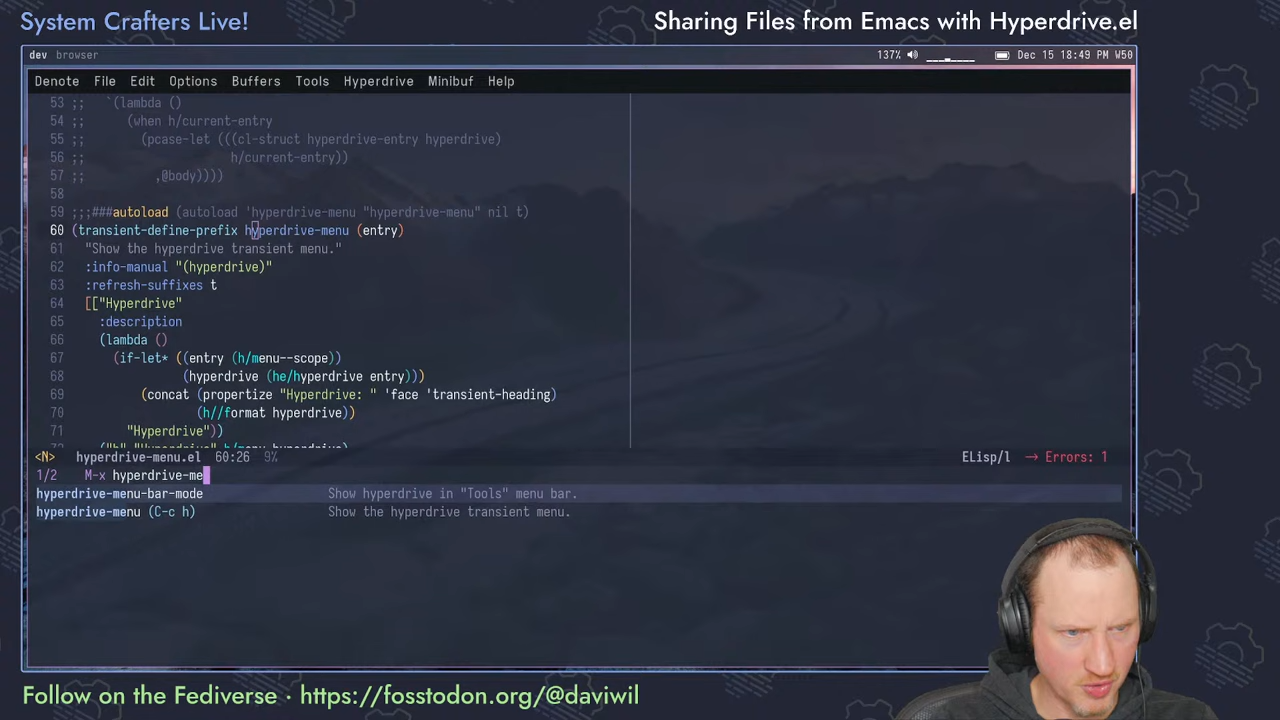 System Crafters Live!
Sharing Files from Emacs with Hyperdrive.el
dev browser
137% Dec 15 18:49 PM W50
Denote File Edit Options Buffers Tools Hyperdrive Minibuf Help
53 ;;   `(lambda ()
54 ;;      (when h/current-entry
55 ;;        (pcase-let (((cl-struct hyperdrive-entry hyperdrive)
56 ;;                     h/current-entry))
57 ;;          ,@body))))
58
59 ;;;###autoload (autoload 'hyperdrive-menu "hyperdrive-menu" nil t)
60 (transient-define-prefix hyperdrive-menu (entry)
61   "Show the hyperdrive transient menu."
62   :info-manual "(hyperdrive)"
63   :refresh-suffixes t
64   [["Hyperdrive"
65     :description
66     (lambda ()
67       (if-let* ((entry (h/menu--scope))
68                 (hyperdrive (he/hyperdrive entry)))
69           (concat (propertize "Hyperdrive: " 'face 'transient-heading)
70                   (h//format hyperdrive))
71         "Hyperdrive"))
<N> hyperdrive-menu.el 60:26 9% ELisp/l → Errors: 1
1/2 M-x hyperdrive-me
hyperdrive-menu-bar-mode Show hyperdrive in "Tools" menu bar.
hyperdrive-menu (C-c h) Show the hyperdrive transient menu.
Follow on the Fediverse · https://fosstodon.org/@daviwil